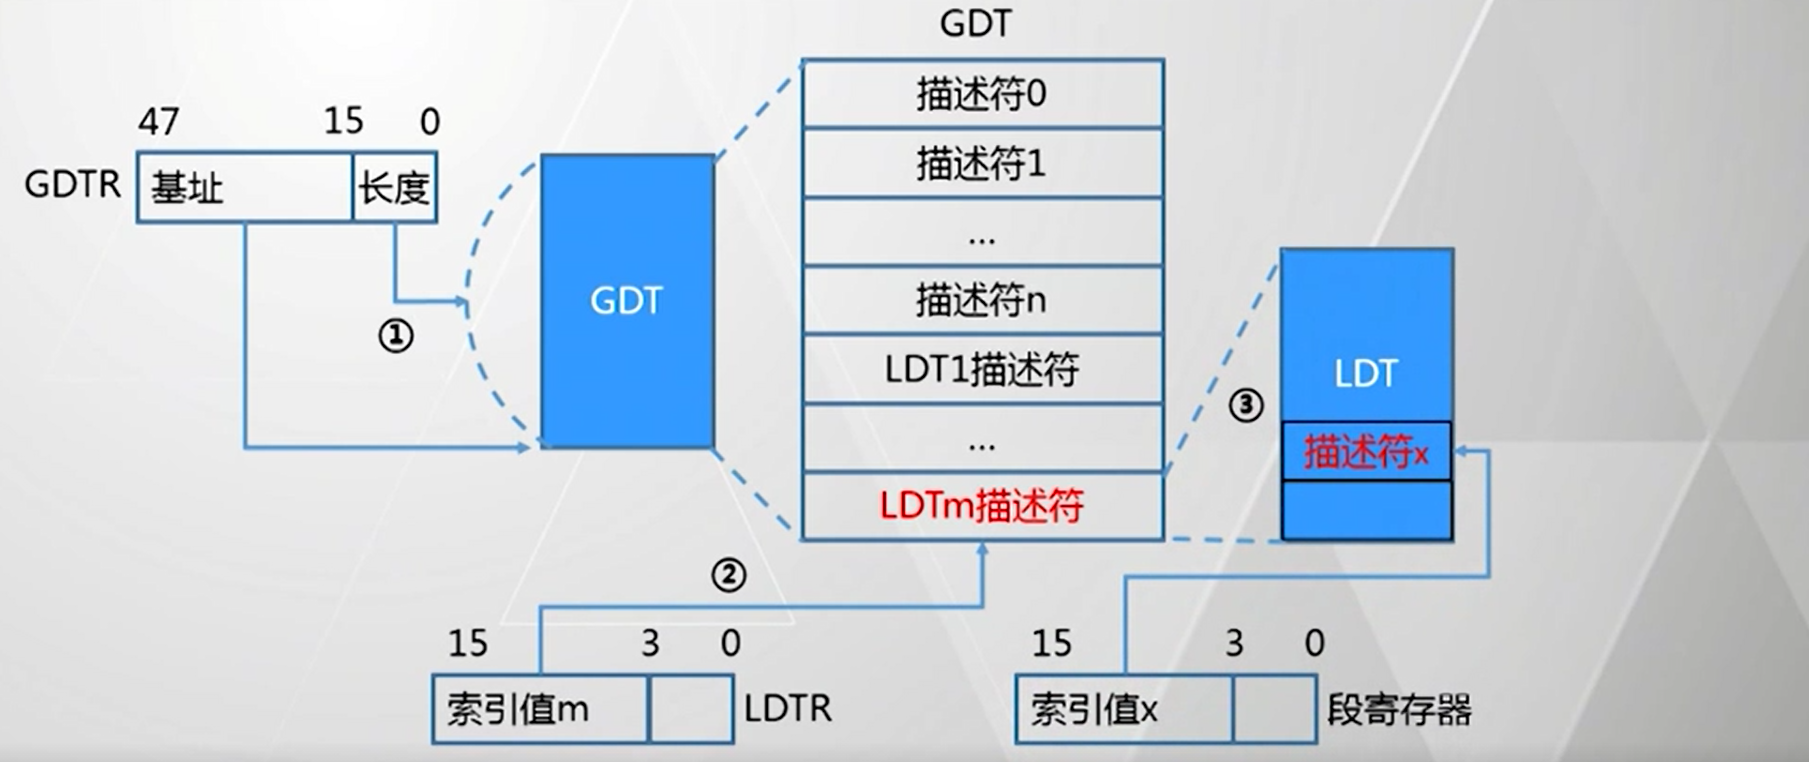 GDT
描述符0
47 15 0
描述符1
GDTR 基址 长度
...
GDT
描述符n
①
LDT1描述符
LDT
③
...
描述符x
LDTm描述符
②
15 3 0
15 3 0
索引值m LDTR
索引值x 段寄存器